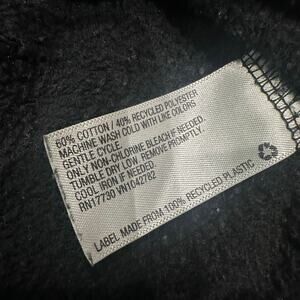 60% COTTON / 40% RECYCLED POLYESTER
MACHINE WASH COLD WITH LIKE COLORS
GENTLE CYCLE
ONLY NON-CHLORINE BLEACH IF NEEDED.
TUMBLE DRY LOW. REMOVE PROMPTLY.
COOL IRON IF NEEDED
RN17730 VN1042782
LABEL MADE FROM 100% RECYCLED PLASTIC